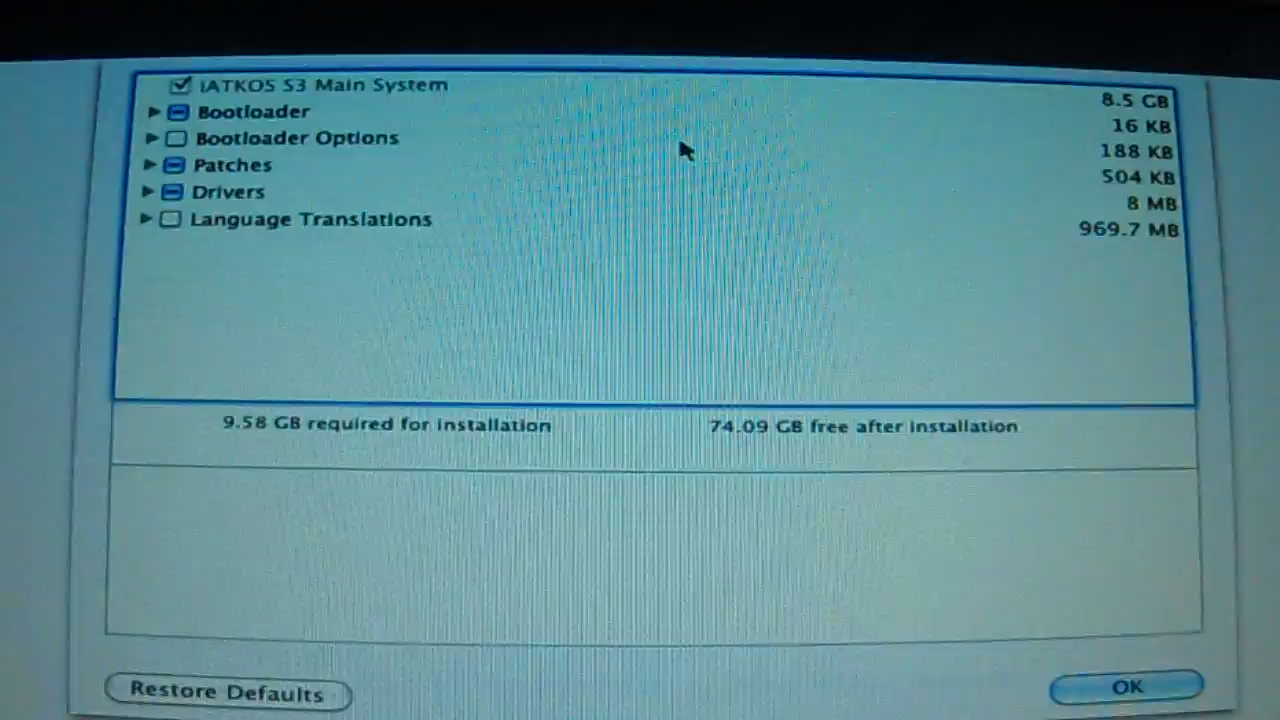 iATKOS S3 Main System 8.5 GB
Bootloader 16 KB
Bootloader Options 188 KB
Patches 504 KB
Drivers 8 MB
Language Translations 969.7 MB
9.58 GB required for installation 74.09 GB free after installation
Restore Defaults OK